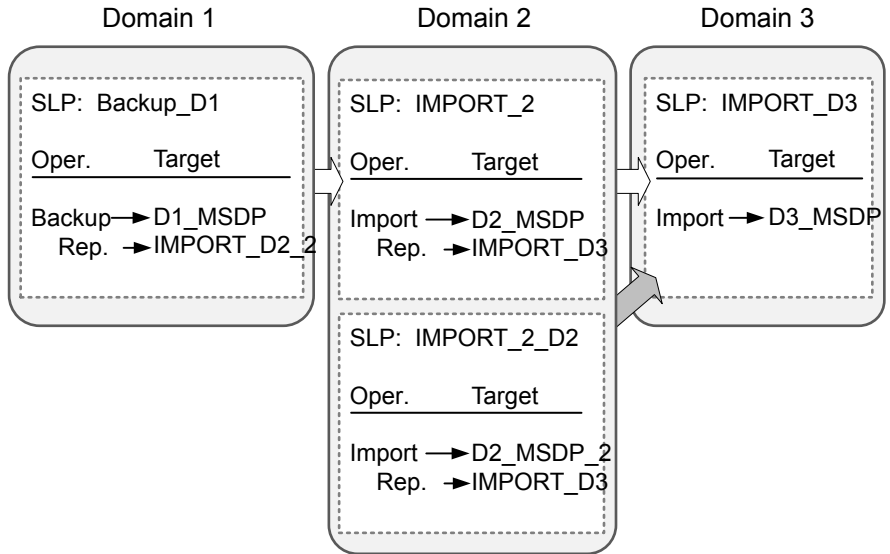 Domain 1
Domain 2
Domain 3
SLP: Backup_D1
Oper. Target
Backup D1_MSDP
Rep. IMPORT_D2_2
SLP: IMPORT_2
Oper. Target
Import D2_MSDP
Rep. IMPORT_D3
SLP: IMPORT_2_D2
Oper. Target
Import D2_MSDP_2
Rep. IMPORT_D3
SLP: IMPORT_D3
Oper. Target
Import D3_MSDP